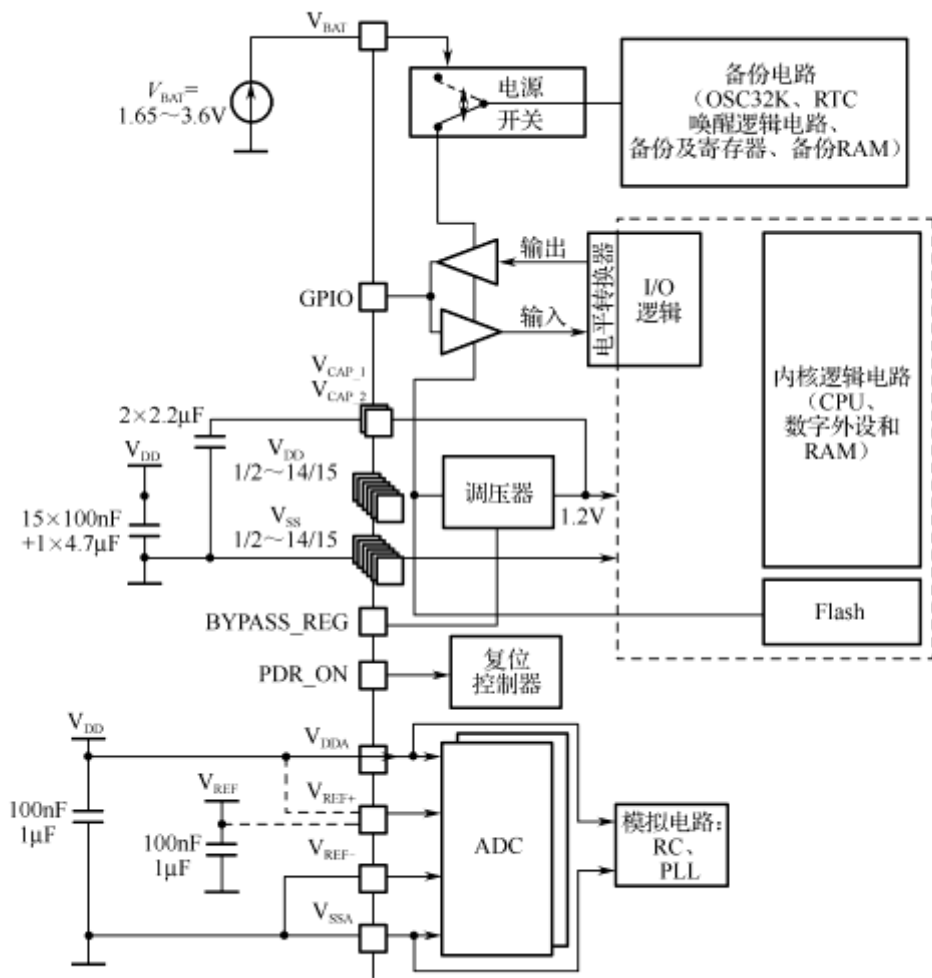 V_BAT
V_BAT=
1.65～3.6V
电源
开关
备份电路
（OSC32K、RTC
唤醒逻辑电路、
备份及寄存器、备份RAM）
GPIO
输出
输入
电平转换器
I/O
逻辑
内核逻辑电路
（CPU、
数字外设和
RAM）
V_CAP_1
V_CAP_2
2×2.2μF
V_DD
1/2～14/15
V_DD
15×100nF
+1×4.7μF
V_SS
1/2～14/15
调压器
1.2V
Flash
BYPASS_REG
PDR_ON
复位
控制器
V_DD
V_DDA
100nF
1μF
V_REF
V_REF+
100nF
1μF
V_REF−
V_SSA
ADC
模拟电路：
RC、
PLL